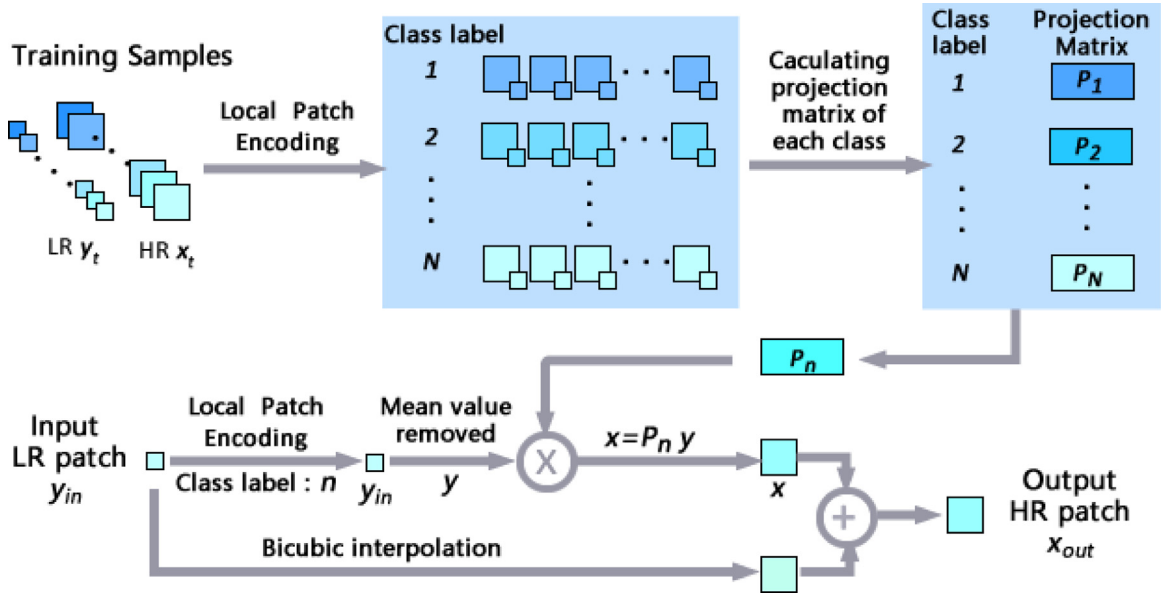 Training Samples
LR y_t
HR x_t
Local Patch
Encoding
Class label
1
2
N
Caculating
projection
matrix of
each class
Class
label
Projection
Matrix
1
P_1
2
P_2
N
P_N
P_n
Input
LR patch
y_in
Local Patch
Encoding
Class label : n
y_in
Mean value
removed
y
X
x=P_n y
x
+
Bicubic interpolation
Output
HR patch
x_out